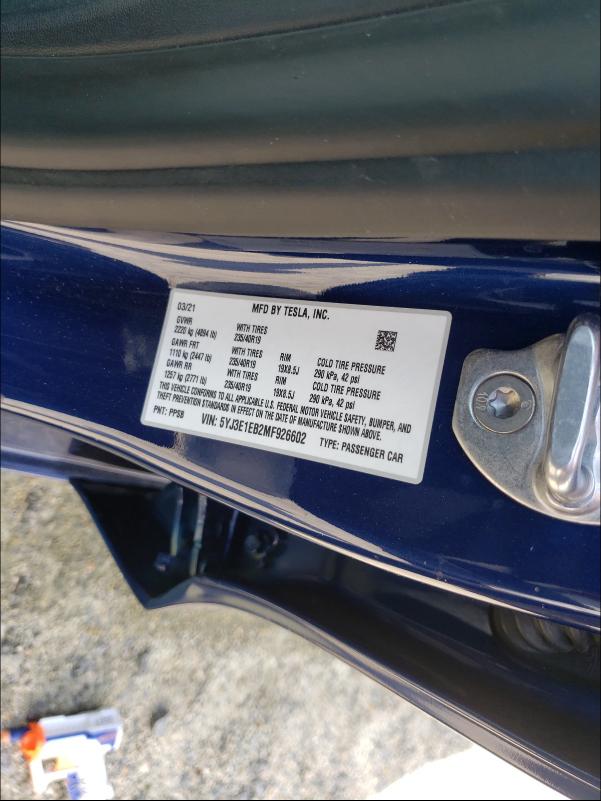 03/21 MFD BY TESLA, INC.
GVWR WITH TIRES
2220 kg (4894 lb) 235/40R19
GAWR FRT WITH TIRES RIM COLD TIRE PRESSURE
1110 kg (2447 lb) 235/40R19 19X8.5J 290 kPa, 42 psi
GAWR RR WITH TIRES RIM COLD TIRE PRESSURE
1257 kg (2771 lb) 235/40R19 19X8.5J 290 kPa, 42 psi
THIS VEHICLE CONFORMS TO ALL APPLICABLE U.S. FEDERAL MOTOR VEHICLE SAFETY, BUMPER, AND
THEFT PREVENTION STANDARDS IN EFFECT ON THE DATE OF MANUFACTURE SHOWN ABOVE.
PNT: PPSB VIN: 5YJ3E1EB2MF926602 TYPE: PASSENGER CAR